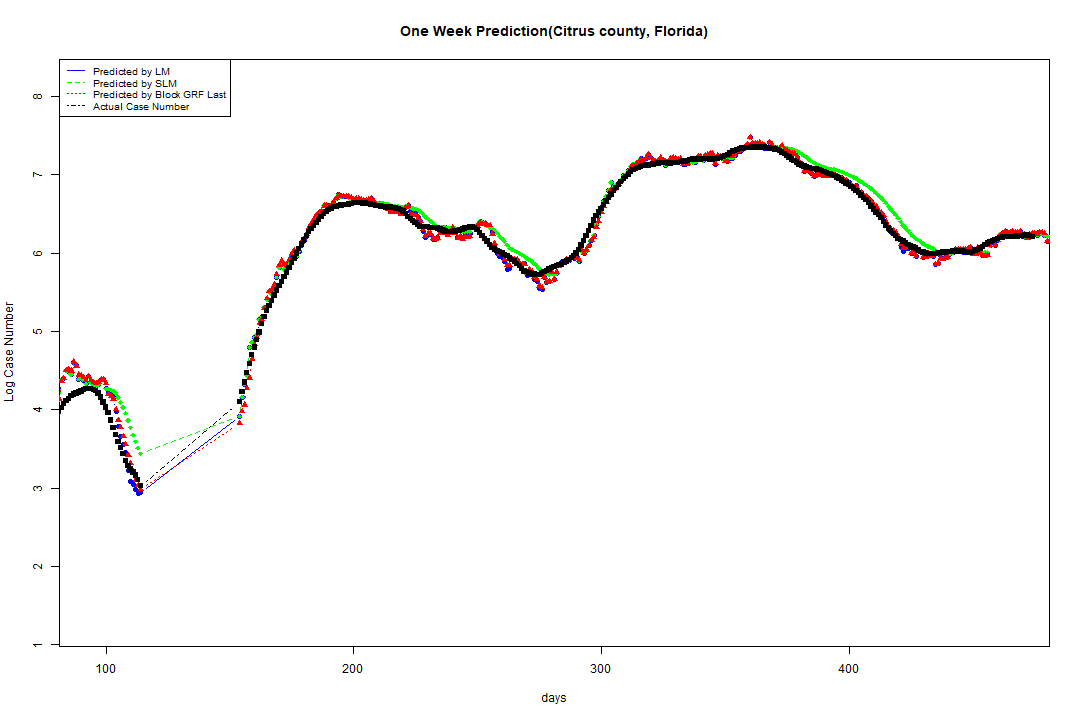 One Week Prediction(Citrus county, Florida)
Predicted by LM
Predicted by SLM
Predicted by Block GRF Last
Actual Case Number
8
7
6
5
4
3
2
1
Log Case Number
100 200 300 400
days